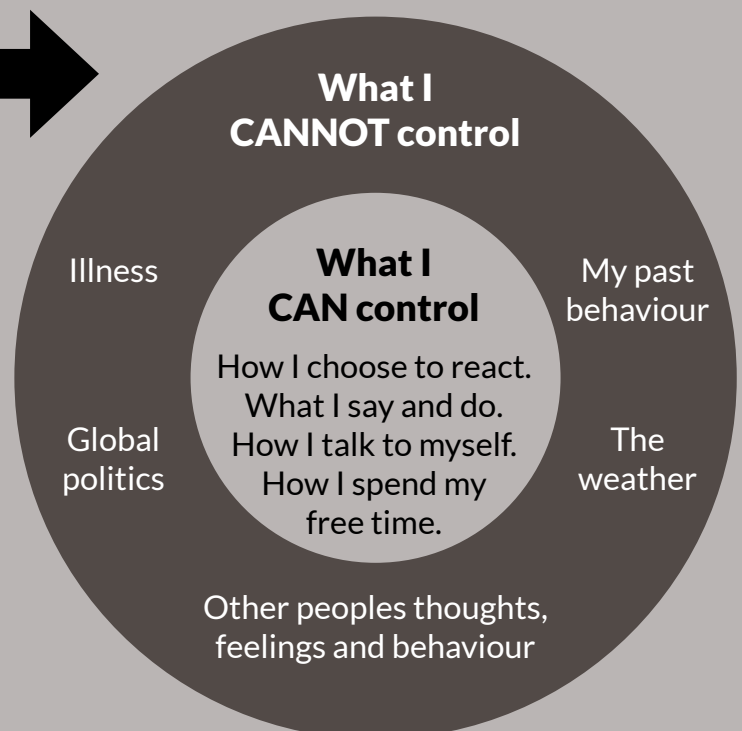 What I
CANNOT control
Illness
My past
behaviour
What I
CAN control
How I choose to react.
What I say and do.
How I talk to myself.
How I spend my
free time.
Global
politics
The
weather
Other peoples thoughts,
feelings and behaviour